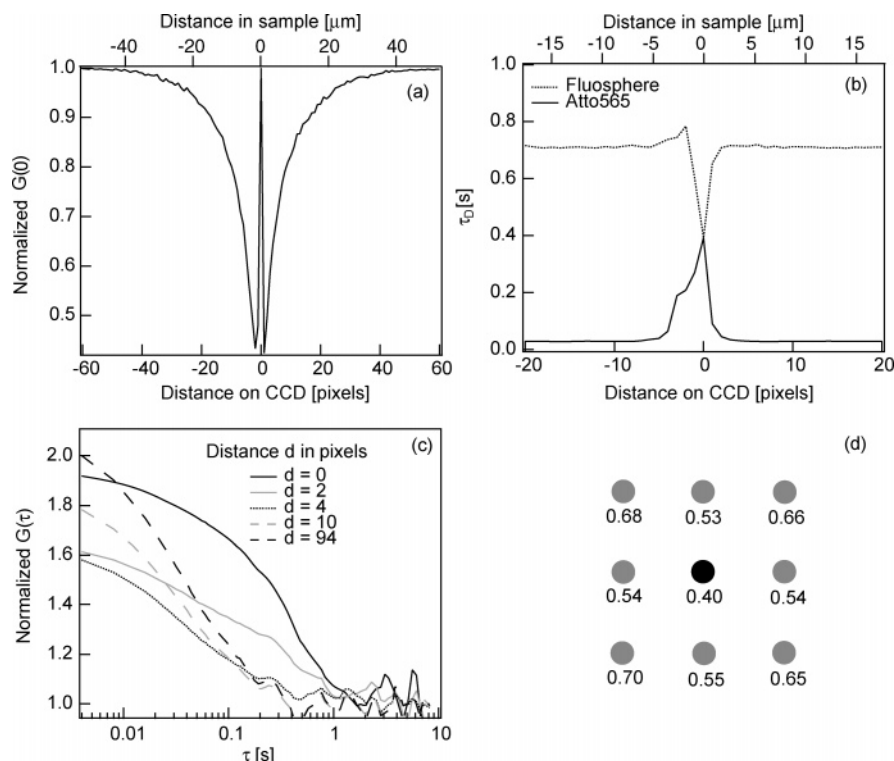 Distance in sample [μm]
-40 -20 0 20 40
1.0
0.9
0.8
0.7
0.6
0.5
Normalized G(0)
(a)
-60 -40 -20 0 20 40 60
Distance on CCD [pixels]
Distance in sample [μm]
-15 -10 -5 0 5 10 15
1.0
0.8
0.6
0.4
0.2
0.0
τD [s]
Fluosphere
Atto565
(b)
-20 -10 0 10 20
Distance on CCD [pixels]
2.0
1.8
1.6
1.4
1.2
1.0
Normalized G(τ)
(c)
Distance d in pixels
d = 0
d = 2
d = 4
d = 10
d = 94
0.01 0.1 1 10
τ [s]
(d)
0.68 0.53 0.66
0.54 0.40 0.54
0.70 0.55 0.65